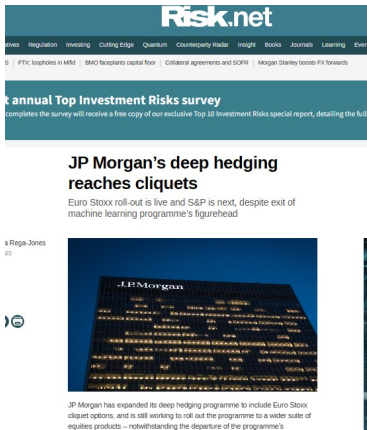 Risk.net
Regulation Investing Cutting Edge Quantum Counterparty Radar Insight Books Journals Learning
FTX: loopholes in Mifid | BMO faceplants capital floor | Collateral agreements and SOFR | Morgan Stanley boosts FX forwards
annual Top Investment Risks survey
completes the survey will receive a free copy of our exclusive Top 10 Investment Risks special report, detailing the full
JP Morgan's deep hedging
reaches cliquets
Euro Stoxx roll-out is live and S&P is next, despite exit of
machine learning programme's figurehead
Rega-Jones
J.P.Morgan
JP Morgan has expanded its deep hedging programme to include Euro Stoxx
cliquet options, and is still working to roll out the programme to a wider suite of
equities products – notwithstanding the departure of the programme's